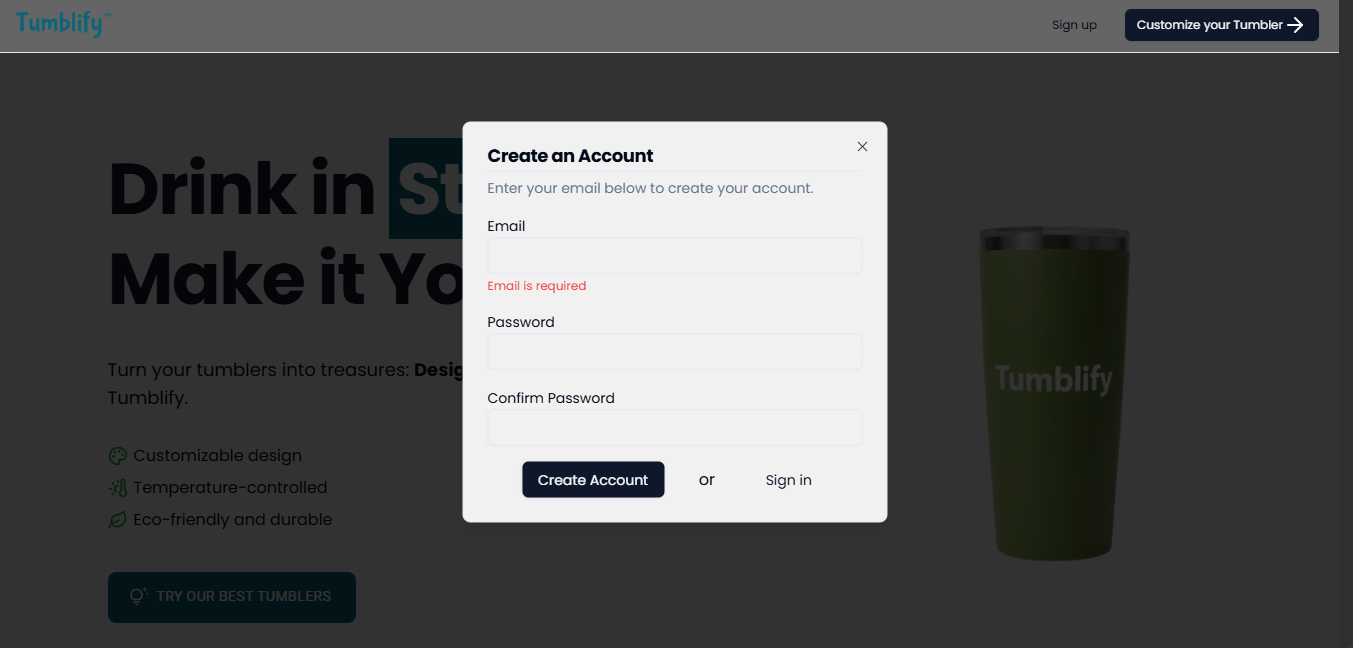 Tumblify™
Sign up
Customize your Tumbler
Drink in St
Make it Yo
Turn your tumblers into treasures: Desig
Tumblify.
Customizable design
Temperature-controlled
Eco-friendly and durable
TRY OUR BEST TUMBLERS
Create an Account
Enter your email below to create your account.
Email
Email is required
Password
Confirm Password
Create Account or Sign in
Tumblify